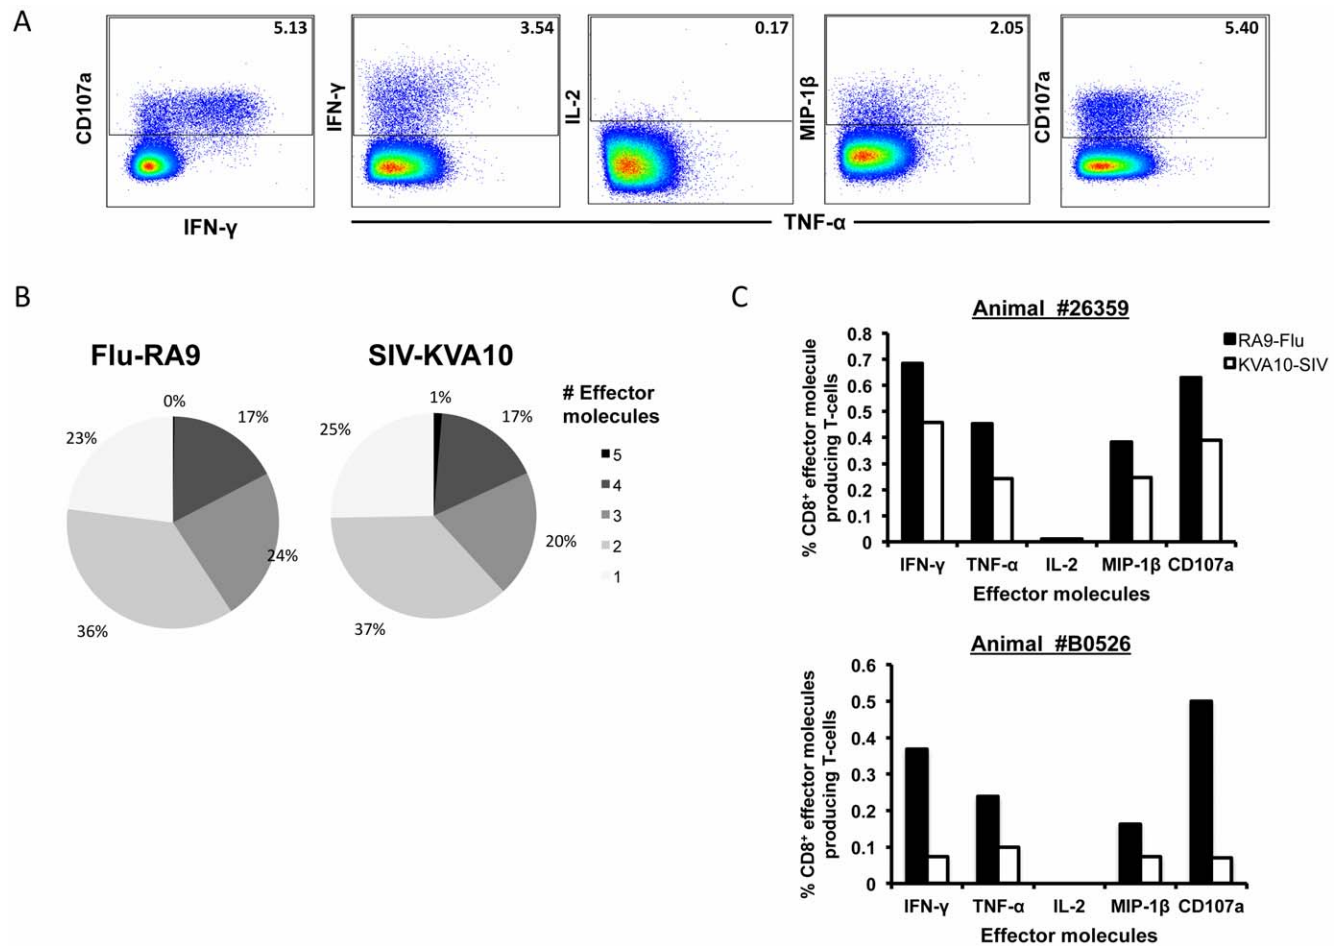 A
5.13
3.54
0.17
2.05
5.40
CD107a
IFN-γ
IL-2
MIP-1β
CD107a
IFN-γ
TNF-α
B
Flu-RA9
0%
17%
24%
36%
23%
SIV-KVA10
1%
17%
20%
37%
25%
# Effector
molecules
5
4
3
2
1
C
Animal #26359
% CD8⁺ effector molecule
producing T-cells
0.8
0.7
0.6
0.5
0.4
0.3
0.2
0.1
0
IFN-γ TNF-α IL-2 MIP-1β CD107a
Effector molecules
RA9-Flu
KVA10-SIV
Animal #B0526
% CD8⁺ effector molecules
producing T-cells
0.6
0.5
0.4
0.3
0.2
0.1
0
IFN-γ TNF-α IL-2 MIP-1β CD107a
Effector molecules